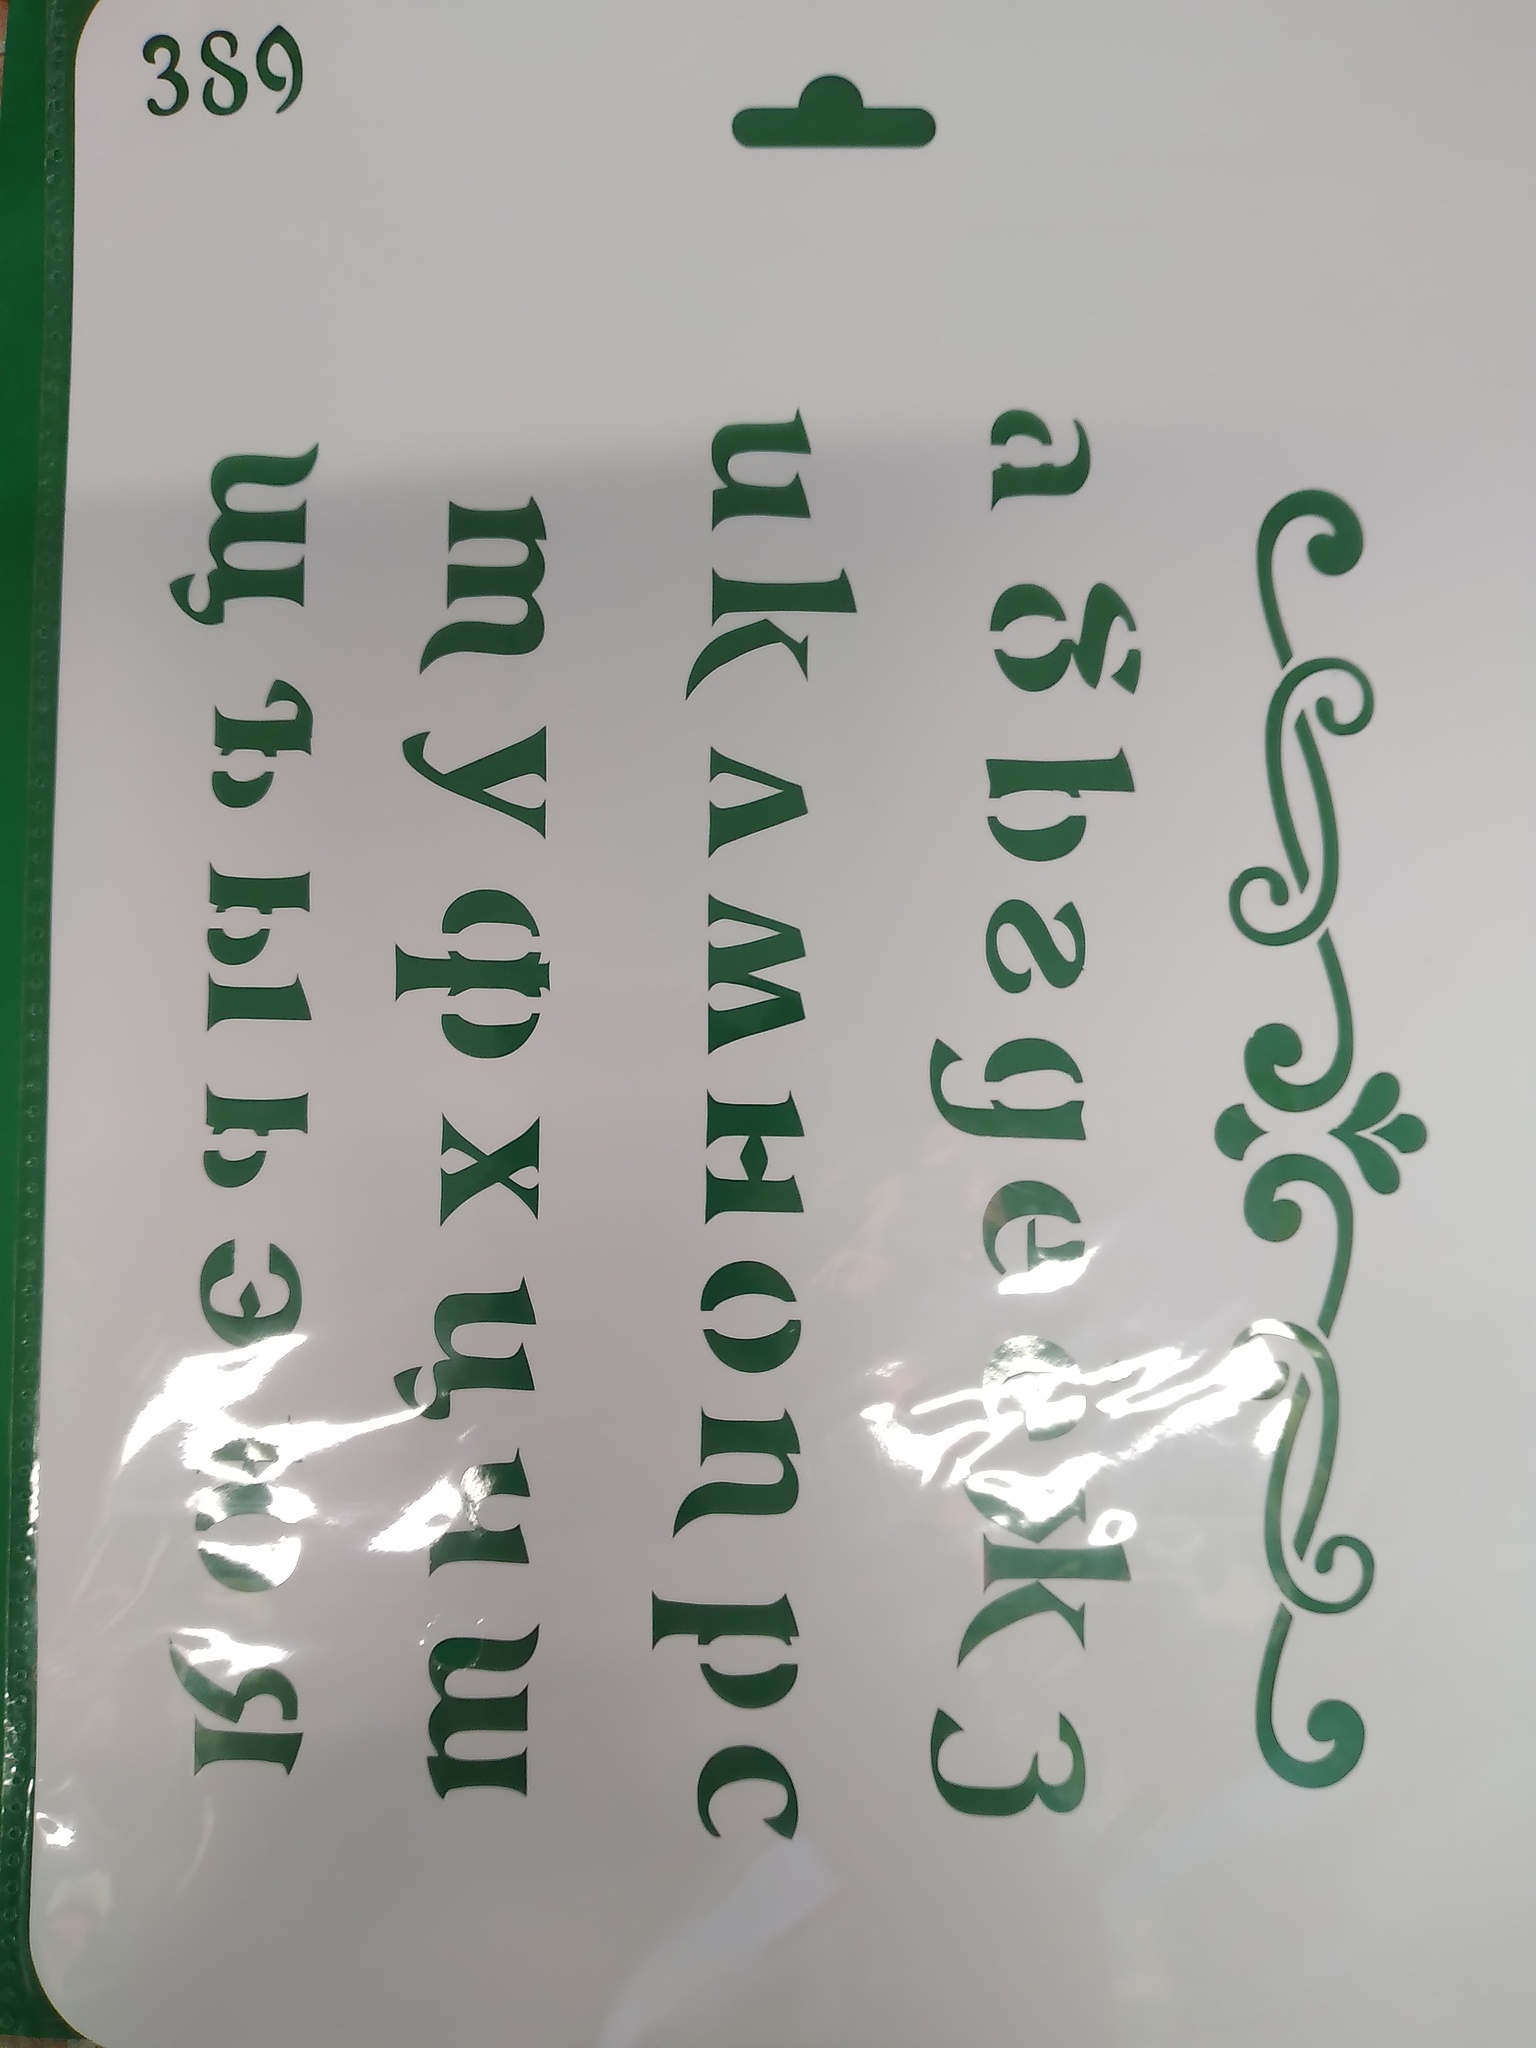 389
а б в г д е ж з
и к л м н о п р с
т у ф х ц ч ш
щ ъ ы ь э ю я